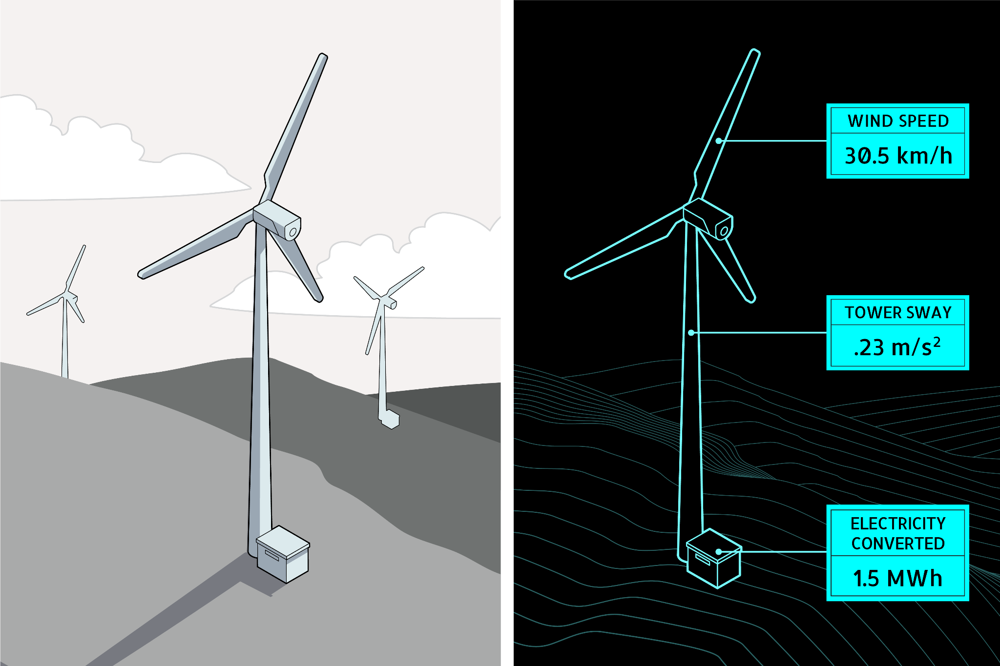 WIND SPEED
30.5 km/h
TOWER SWAY
.23 m/s²
ELECTRICITY
CONVERTED
1.5 MWh